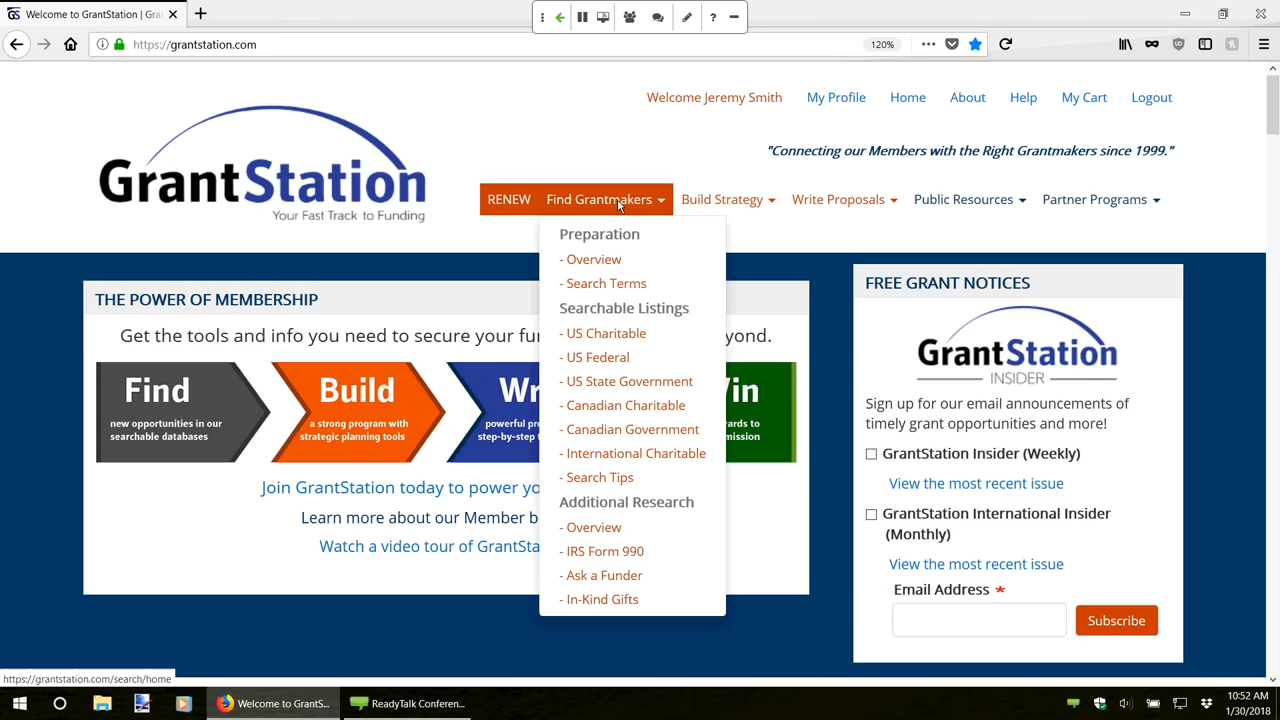 Welcome to GrantStation | Gra
https://grantstation.com
120%
Welcome Jeremy Smith
My Profile
Home
About
Help
My Cart
Logout
GrantStation
Your Fast Track to Funding
"Connecting our Members with the Right Grantmakers since 1999."
RENEW
Find Grantmakers
Build Strategy
Write Proposals
Public Resources
Partner Programs
Preparation
- Overview
- Search Terms
Searchable Listings
- US Charitable
- US Federal
- US State Government
- Canadian Charitable
- Canadian Government
- International Charitable
- Search Tips
Additional Research
- Overview
- IRS Form 990
- Ask a Funder
- In-Kind Gifts
THE POWER OF MEMBERSHIP
Get the tools and info you need to secure your fu
yond.
Find
new opportunities in our
searchable databases
Build
a strong program with
strategic planning tools
Wr
powerful pro
step-by-step t
in
ards to
mission
Join GrantStation today to power yo
Learn more about our Member b
Watch a video tour of GrantSta
FREE GRANT NOTICES
GrantStation
INSIDER
Sign up for our email announcements of
timely grant opportunities and more!
GrantStation Insider (Weekly)
View the most recent issue
GrantStation International Insider
(Monthly)
View the most recent issue
Email Address *
Subscribe
https://grantstation.com/search/home
Welcome to GrantS...
ReadyTalk Conferen...
10:52 AM
1/30/2018